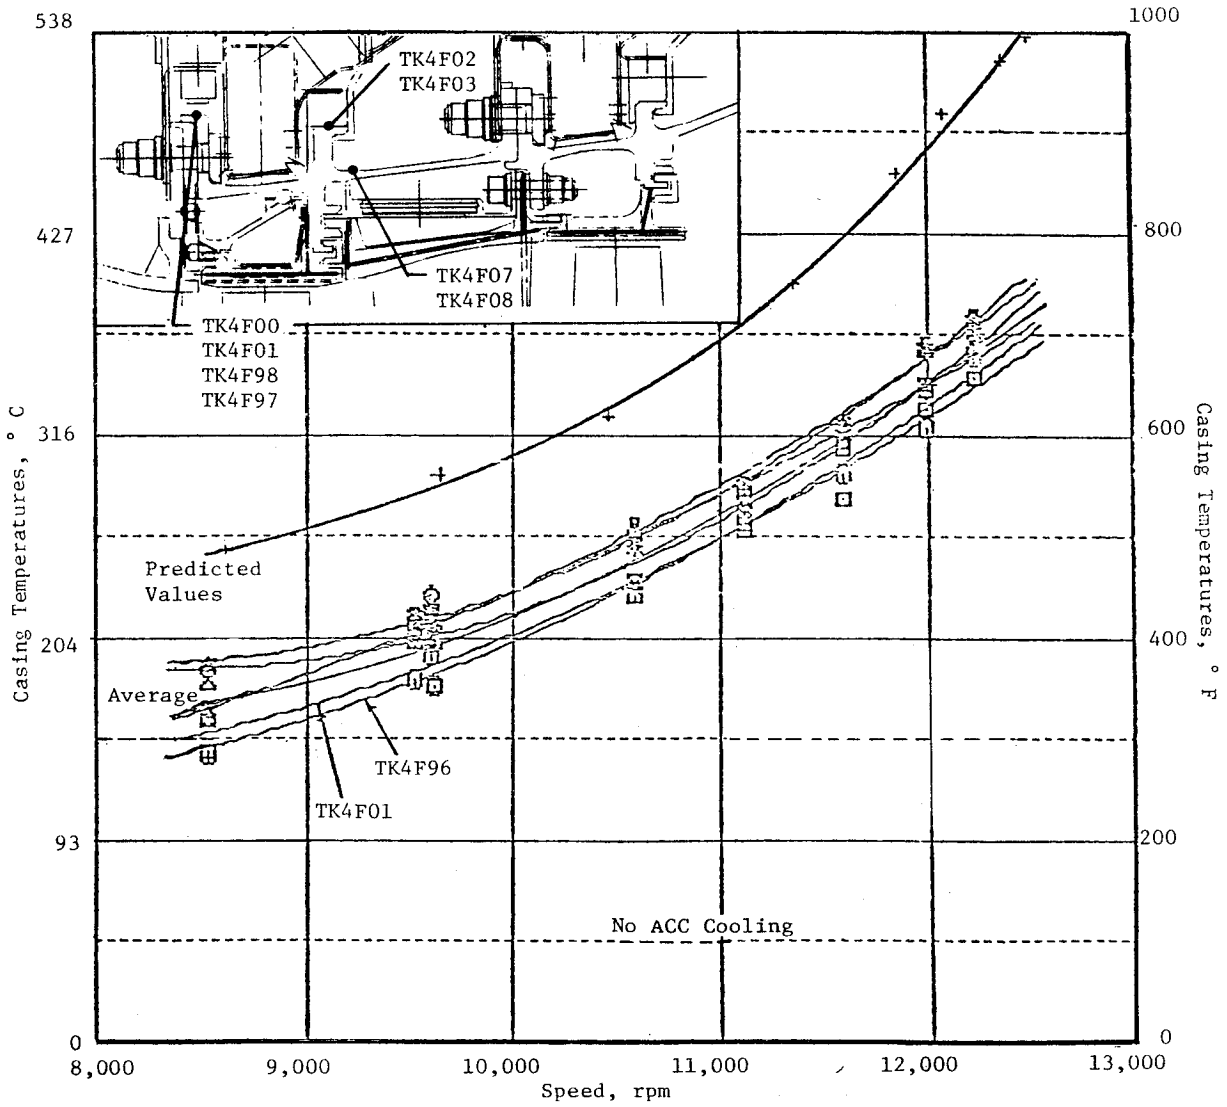 538
1000
TK4F02
TK4F03
427
800
TK4F07
TK4F08
TK4F00
TK4F01
TK4F98
TK4F97
Casing Temperatures, ° C
Casing Temperatures, ° F
316
600
Predicted
Values
204
400
Average
TK4F96
TK4F01
93
200
No ACC Cooling
0
0
8,000
9,000
10,000
11,000
12,000
13,000
Speed, rpm